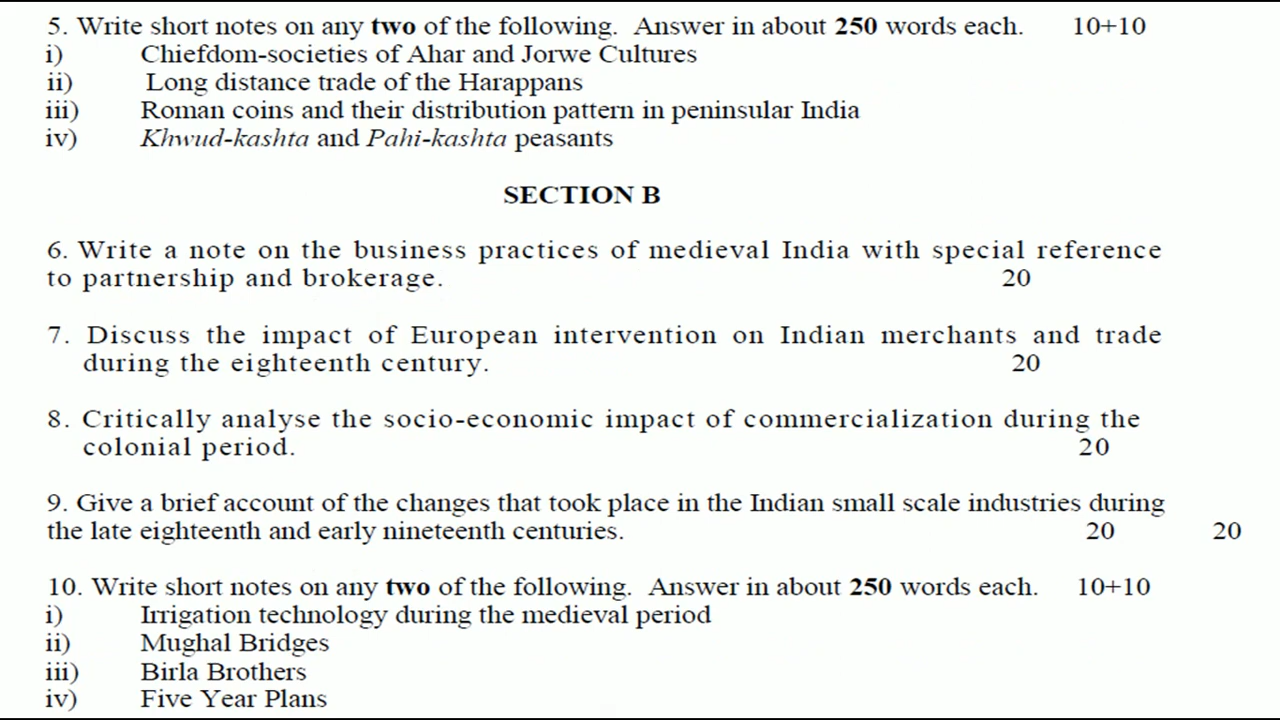 5. Write short notes on any two of the following. Answer in about 250 words each. 10+10
i) Chiefdom-societies of Ahar and Jorwe Cultures
ii) Long distance trade of the Harappans
iii) Roman coins and their distribution pattern in peninsular India
iv) Khwud-kashta and Pahi-kashta peasants
SECTION B
6. Write a note on the business practices of medieval India with special reference
to partnership and brokerage. 20
7. Discuss the impact of European intervention on Indian merchants and trade
during the eighteenth century. 20
8. Critically analyse the socio-economic impact of commercialization during the
colonial period. 20
9. Give a brief account of the changes that took place in the Indian small scale industries during
the late eighteenth and early nineteenth centuries. 20 20
10. Write short notes on any two of the following. Answer in about 250 words each. 10+10
i) Irrigation technology during the medieval period
ii) Mughal Bridges
iii) Birla Brothers
iv) Five Year Plans